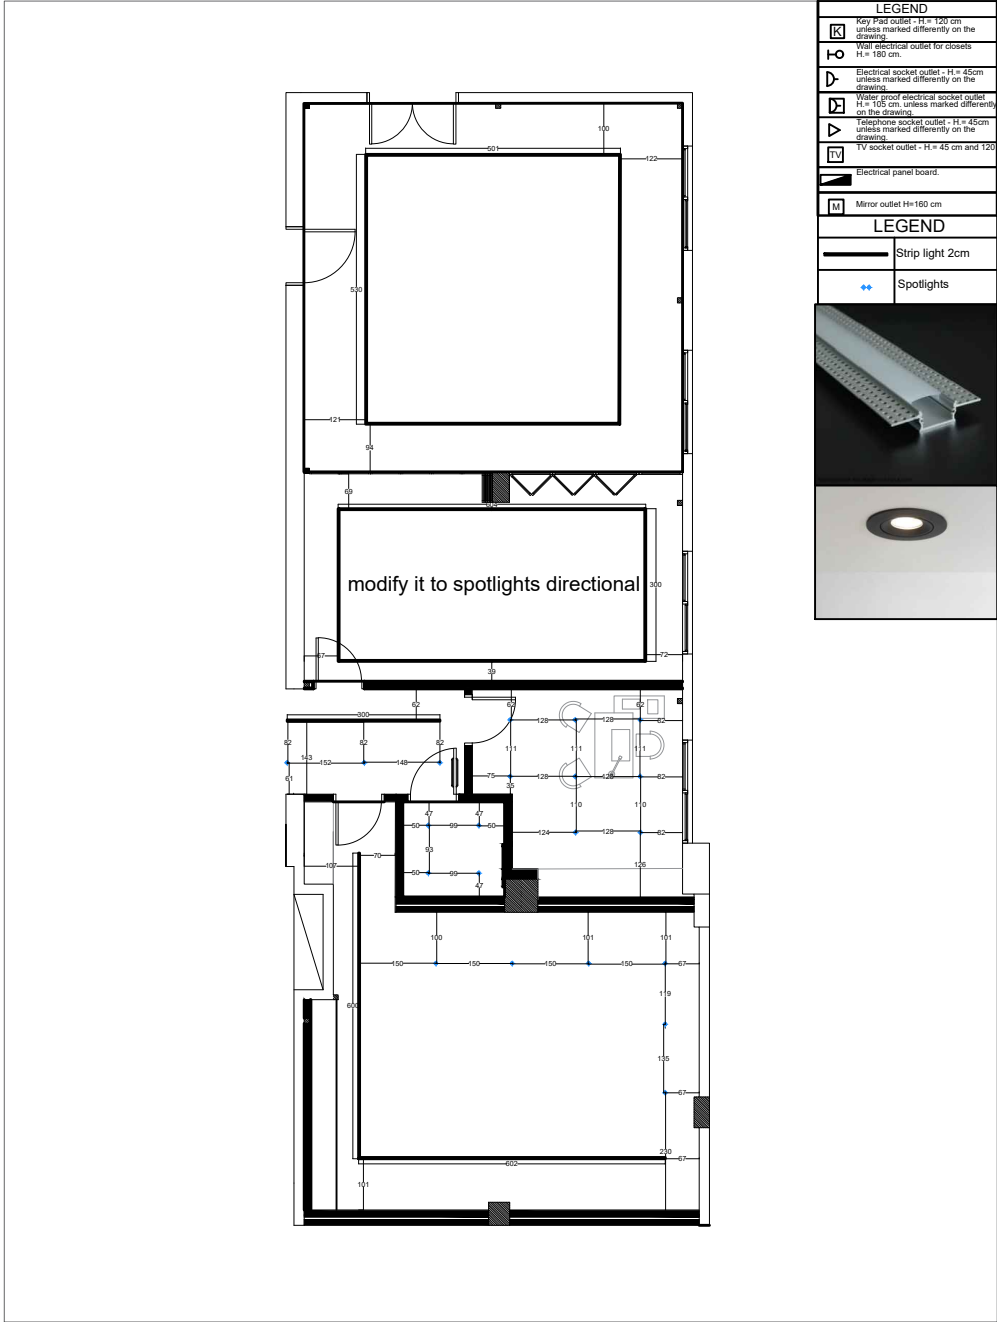 LEGEND
K
Key Pad outlet - H.= 120 cm
unless marked differently on the
drawing.
Wall electrical outlet for closets
H.= 180 cm.
Electrical socket outlet - H.= 45cm
unless marked differently on the
drawing.
Water proof electrical socket outlet
H.= 105 cm. unless marked differently
on the drawing.
Telephone socket outlet - H.= 45cm
unless marked differently on the
drawing.
TV
TV socket outlet - H.= 45 cm and 120
Electrical panel board.
M
Mirror outlet H=160 cm
LEGEND
Strip light 2cm
Spotlights
100
501
122
530
121
94
69
604
modify it to spotlights directional
300
67
72
39
62
62
62
300
128
128
82
82
82
82
111
111
111
143
152
148
61
75
128
128
82
35
110
110
47
47
50
99
50
124
128
82
93
70
107
126
50
99
47
100
101
101
150
150
150
150
67
119
600
135
67
230
67
602
101